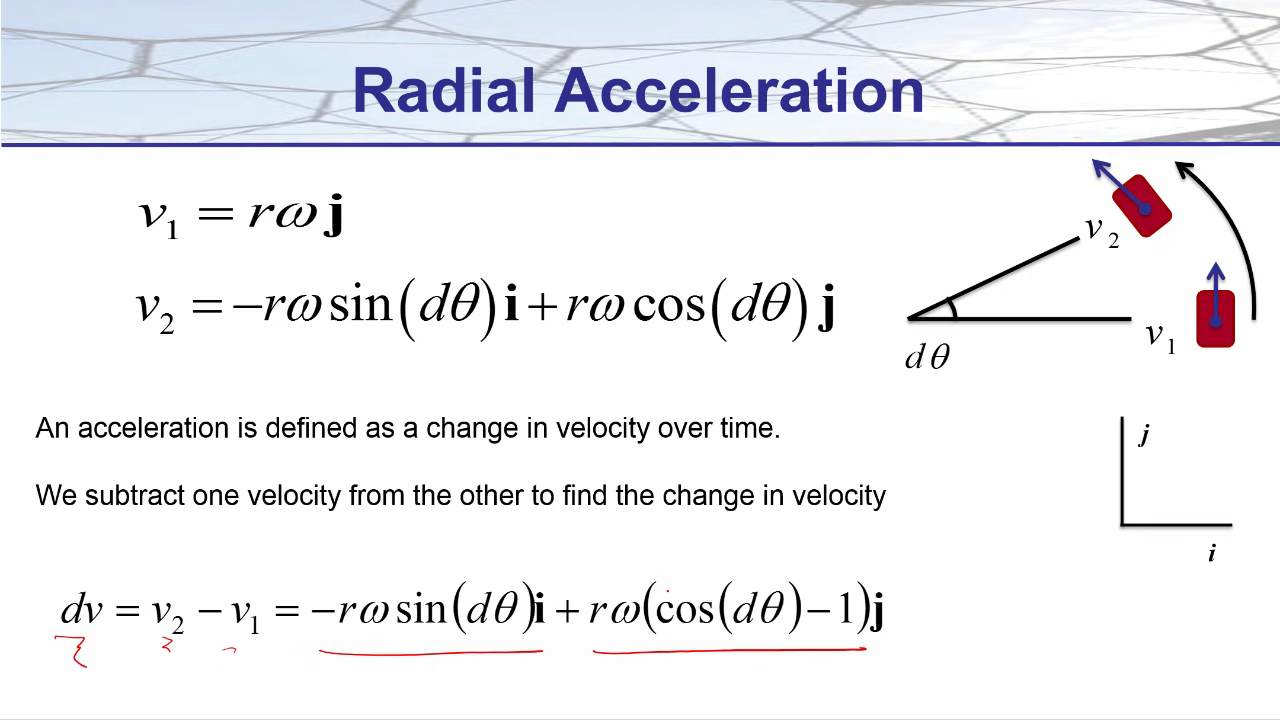 Radial Acceleration
v₁ = rω j
v₂ = −rω sin(dθ) i + rω cos(dθ) j
v₂
v₁
dθ
An acceleration is defined as a change in velocity over time.
j
We subtract one velocity from the other to find the change in velocity
i
dv = v₂ − v₁ = −rω sin(dθ)i + rω(cos(dθ) − 1)j